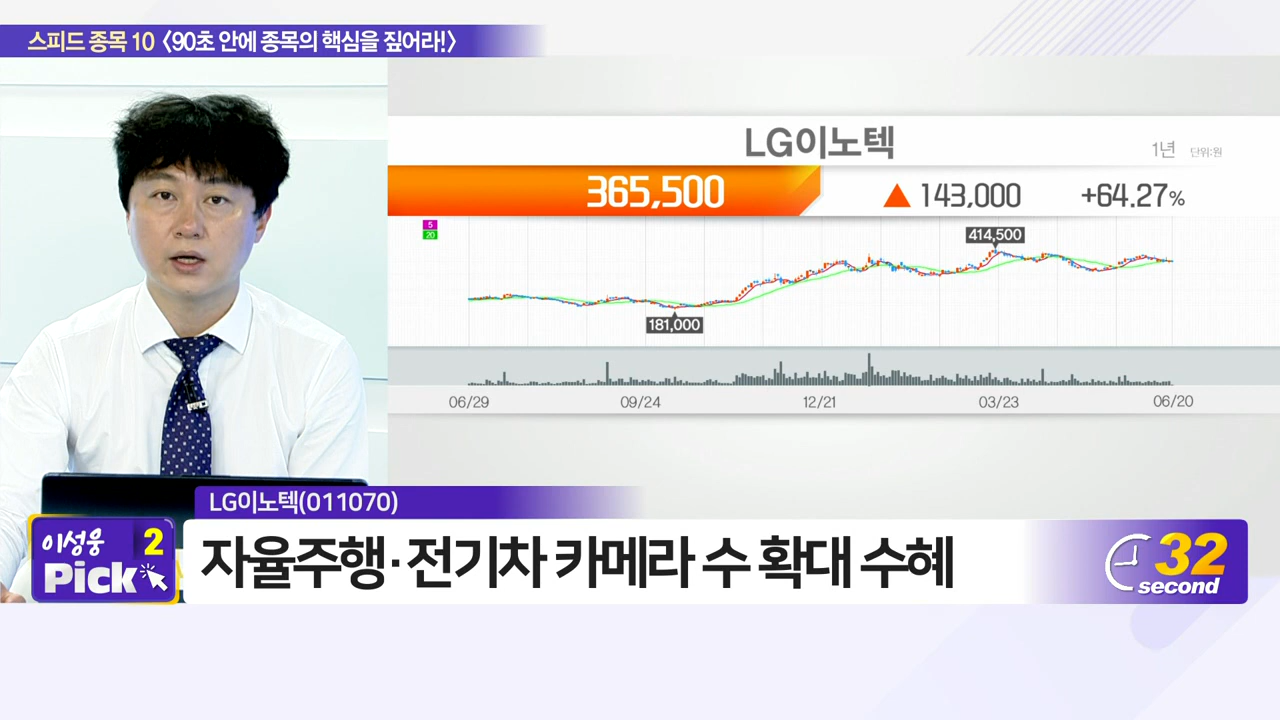 스피드 종목 10 〈90초 안에 종목의 핵심을 짚어라!〉
LG이노텍
1년 단위:원
365,500 ▲ 143,000 +64.27%
5
20
414,500
181,000
06/29 09/24 12/21 03/23 06/20
LG이노텍(011070)
이성웅 2
Pick
자율주행·전기차 카메라 수 확대 수혜
32
second